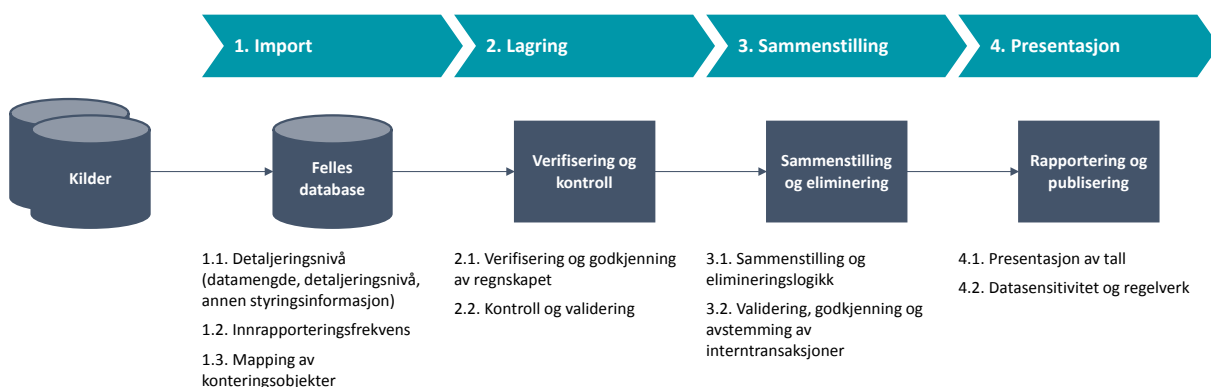 1. Import
2. Lagring
3. Sammenstilling
4. Presentasjon
Kilder
Felles
database
Verifisering og
kontroll
Sammenstilling
og eliminering
Rapportering og
publisering
1.1. Detaljeringsnivå
(datamengde, detaljeringsnivå,
annen styringsinformasjon)
1.2. Innrapporteringsfrekvens
1.3. Mapping av
konteringsobjekter
2.1. Verifisering og godkjenning
av regnskapet
2.2. Kontroll og validering
3.1. Sammenstilling og
elimineringslogikk
3.2. Validering, godkjenning og
avstemming av
interntransaksjoner
4.1. Presentasjon av tall
4.2. Datasensitivitet og regelverk